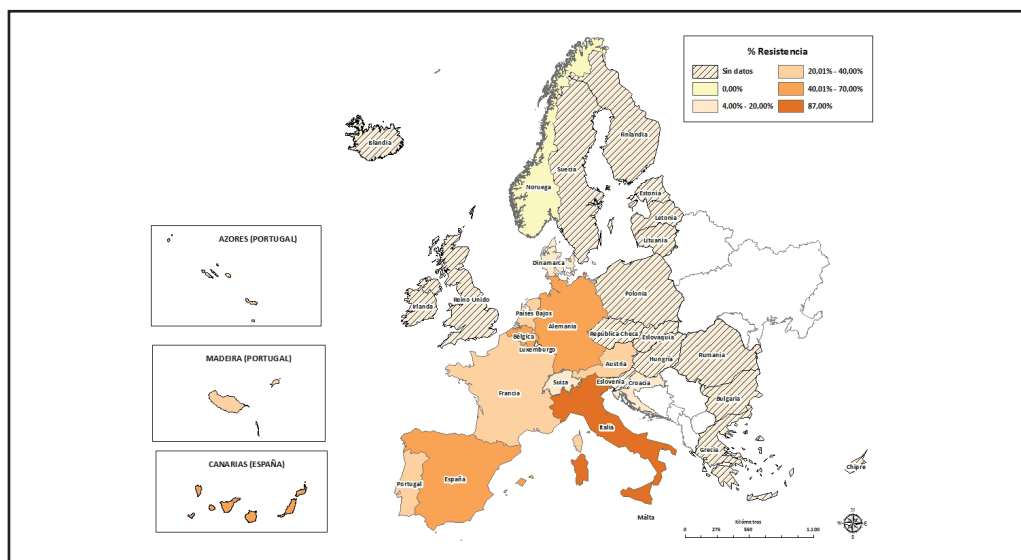 % Resistencia
Sin datos
0,00%
4,00% - 20,00%
20,01% - 40,00%
40,01% - 70,00%
87,00%
Islandia
Finlandia
Suecia
Noruega
Estonia
Letonia
Lituania
AZORES (PORTUGAL)
Dinamarca
Polonia
Irlanda
Reino Unido
Países Bajos
Alemania
Bélgica
República Checa
Eslovaquia
Luxemburgo
MADEIRA (PORTUGAL)
Hungría
Rumania
Austria
Suiza
Eslovenia
Croacia
Francia
Bulgaria
Italia
Grecia
CANARIAS (ESPAÑA)
Chipre
Portugal
España
Malta
Kilómetros
0 275 550 1.100
N
W E
S